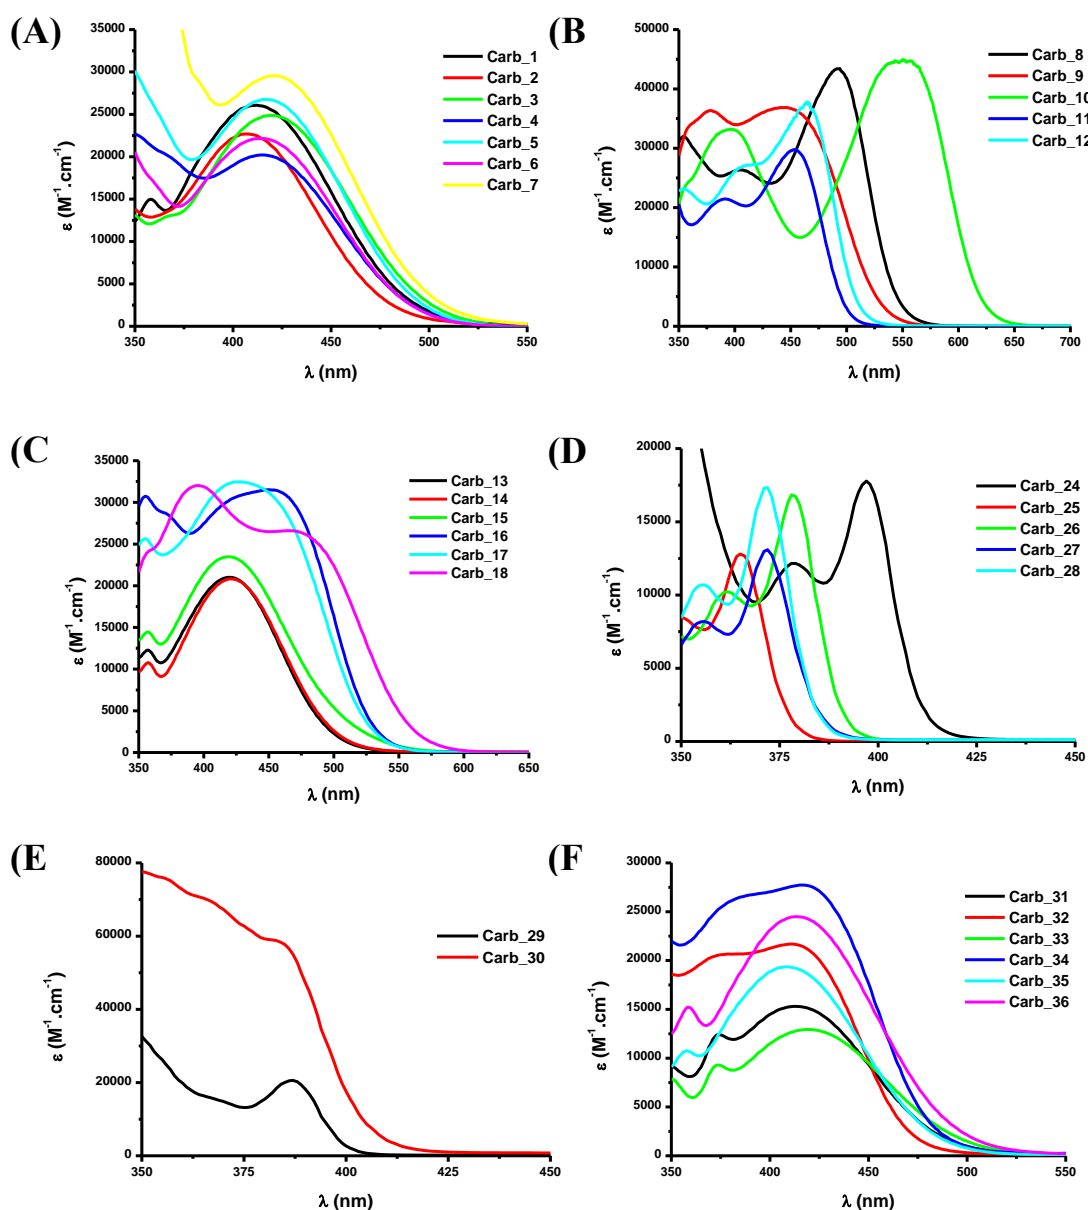 (A)
35000
30000
25000
20000
15000
10000
5000
0
350
400
450
500
550
ε (M⁻¹.cm⁻¹)
λ (nm)
Carb_1
Carb_2
Carb_3
Carb_4
Carb_5
Carb_6
Carb_7
(B)
50000
40000
30000
20000
10000
0
350
400
450
500
550
600
650
700
ε (M⁻¹.cm⁻¹)
λ (nm)
Carb_8
Carb_9
Carb_10
Carb_11
Carb_12
(C
35000
30000
25000
20000
15000
10000
5000
0
350
400
450
500
550
600
650
ε (M⁻¹.cm⁻¹)
λ (nm)
Carb_13
Carb_14
Carb_15
Carb_16
Carb_17
Carb_18
(D
20000
15000
10000
5000
0
350
375
400
425
450
ε (M⁻¹.cm⁻¹)
λ (nm)
Carb_24
Carb_25
Carb_26
Carb_27
Carb_28
(E
80000
60000
40000
20000
0
350
375
400
425
450
ε (M⁻¹.cm⁻¹)
λ (nm)
Carb_29
Carb_30
(F)
30000
25000
20000
15000
10000
5000
0
350
400
450
500
550
ε (M⁻¹.cm⁻¹)
λ (nm)
Carb_31
Carb_32
Carb_33
Carb_34
Carb_35
Carb_36